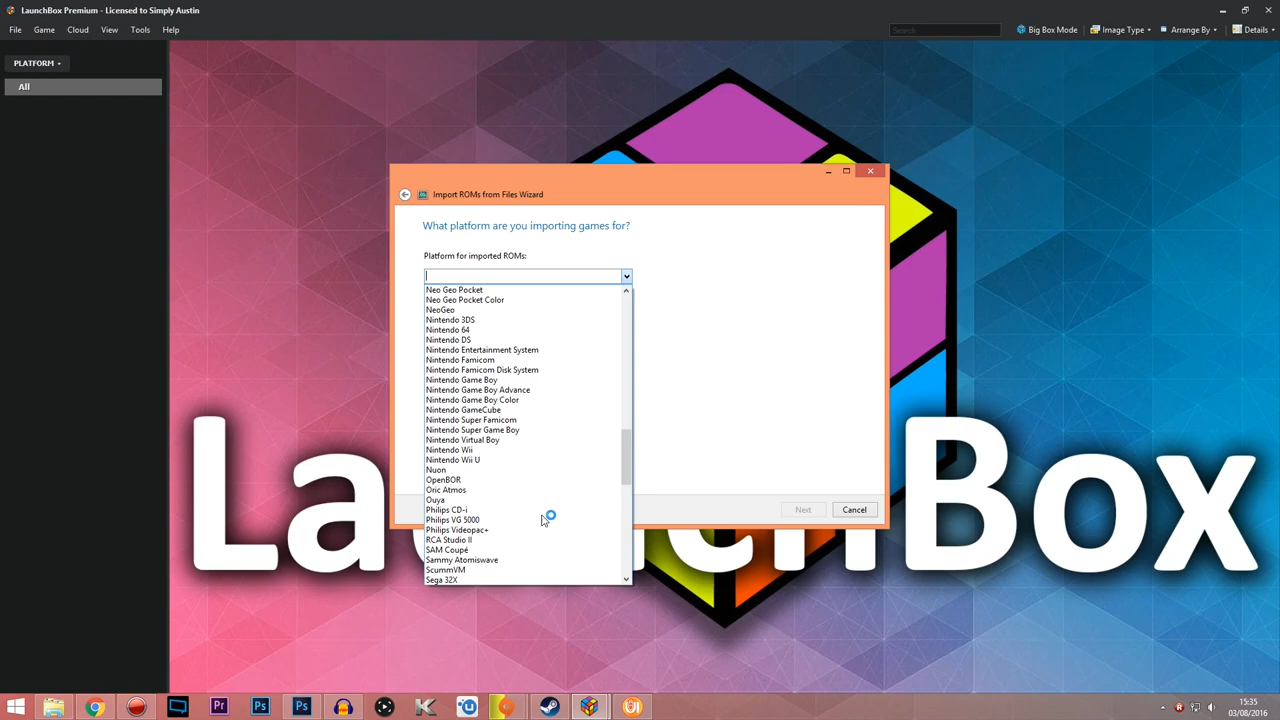 LaunchBox Premium - Licensed to Simply Austin
File Game Cloud View Tools Help
Search
Big Box Mode Image Type Arrange By Details
PLATFORM
All
Import ROMs from Files Wizard
What platform are you importing games for?
Platform for imported ROMs:
Neo Geo Pocket
Neo Geo Pocket Color
NeoGeo
Nintendo 3DS
Nintendo 64
Nintendo DS
Nintendo Entertainment System
Nintendo Famicom
Nintendo Famicom Disk System
Nintendo Game Boy
Nintendo Game Boy Advance
Nintendo Game Boy Color
Nintendo GameCube
Nintendo Super Famicom
Nintendo Super Game Boy
Nintendo Virtual Boy
Nintendo Wii
Nintendo Wii U
Nuon
OpenBOR
Oric Atmos
Ouya
Philips CD-i
Philips VG 5000
Philips Videopac+
RCA Studio II
SAM Coupé
Sammy Atomiswave
ScummVM
Sega 32X
Next Cancel
LaunchBox
Pr Ps Ps
15:35
03/08/2016